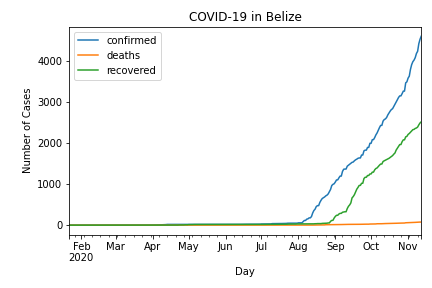 COVID-19 in Belize
confirmed
deaths
recovered
Number of Cases
4000
3000
2000
1000
0
Feb Mar Apr May Jun Jul Aug Sep Oct Nov
2020
Day